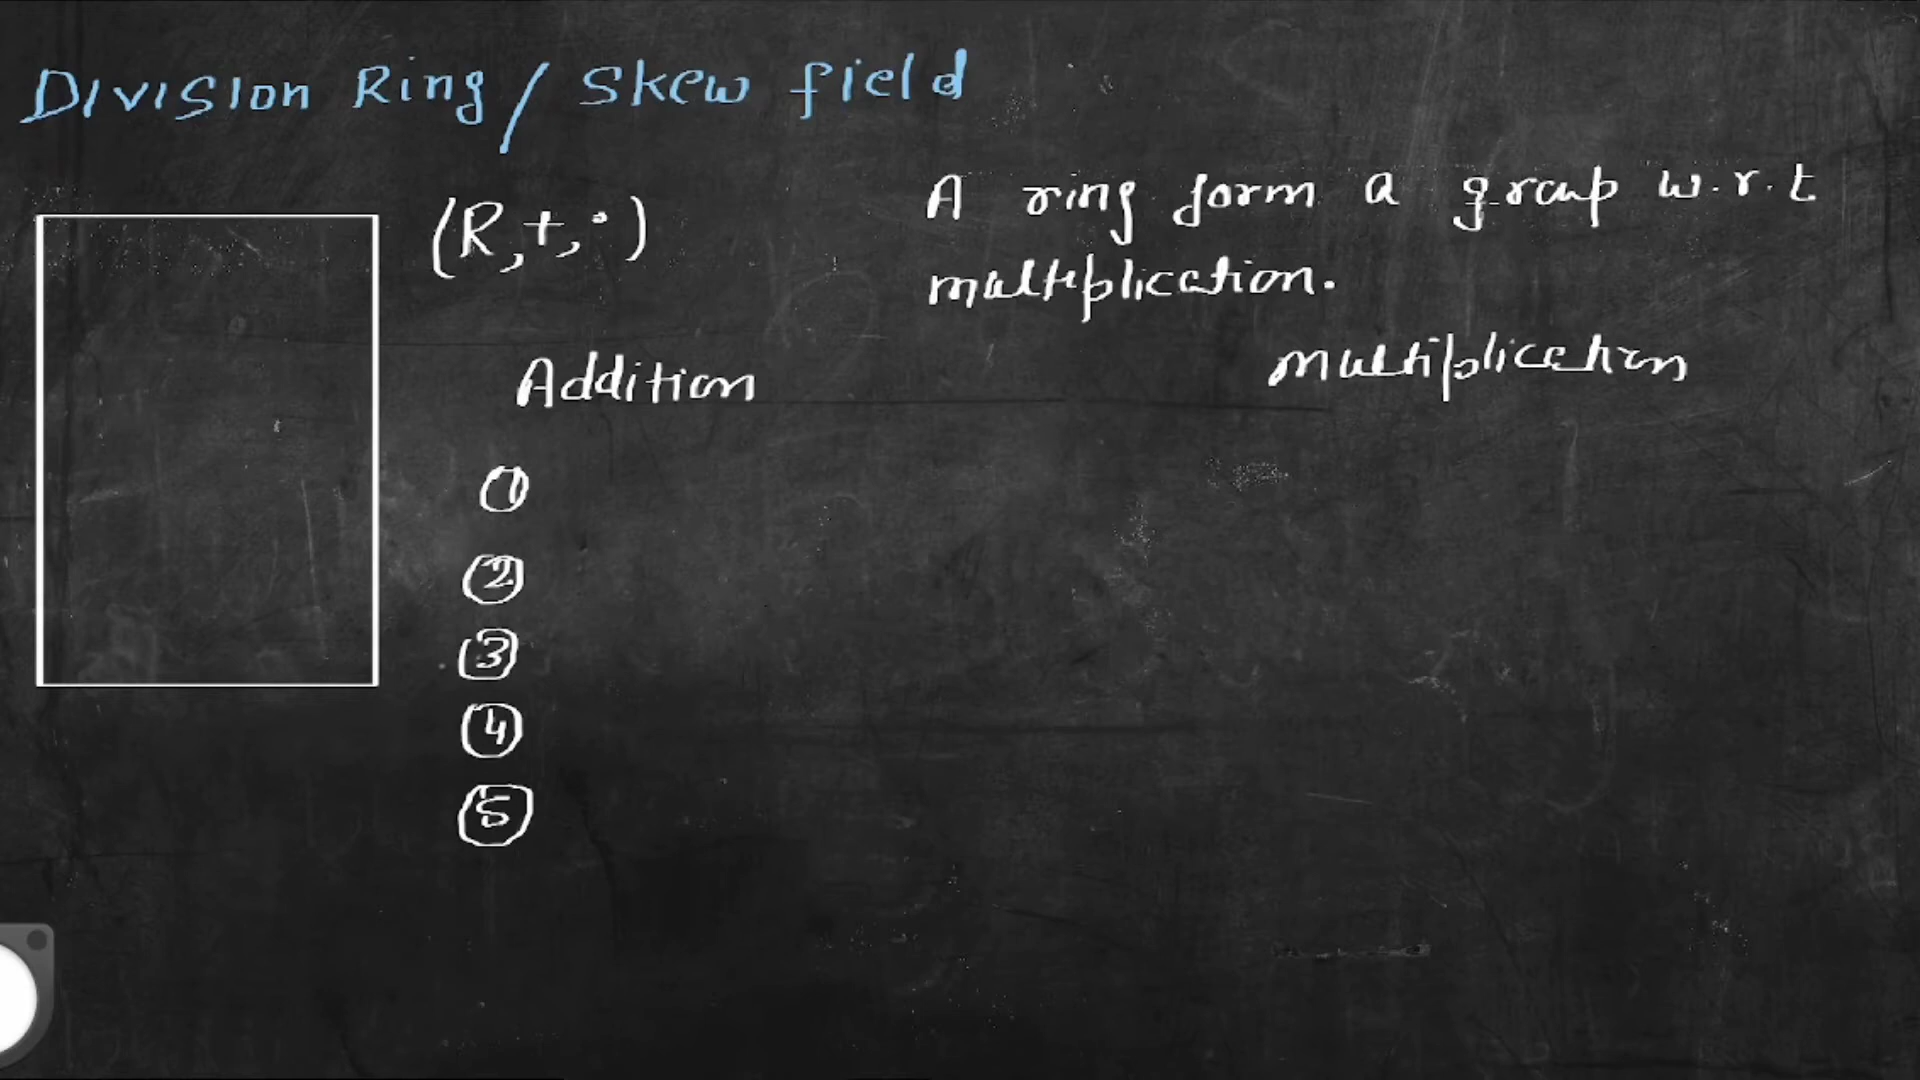 Division Ring / Skew field
(R, +, ·)
A ring form a group w.r.t
multiplication.
Addition
multiplication
①
②
③
④
⑤